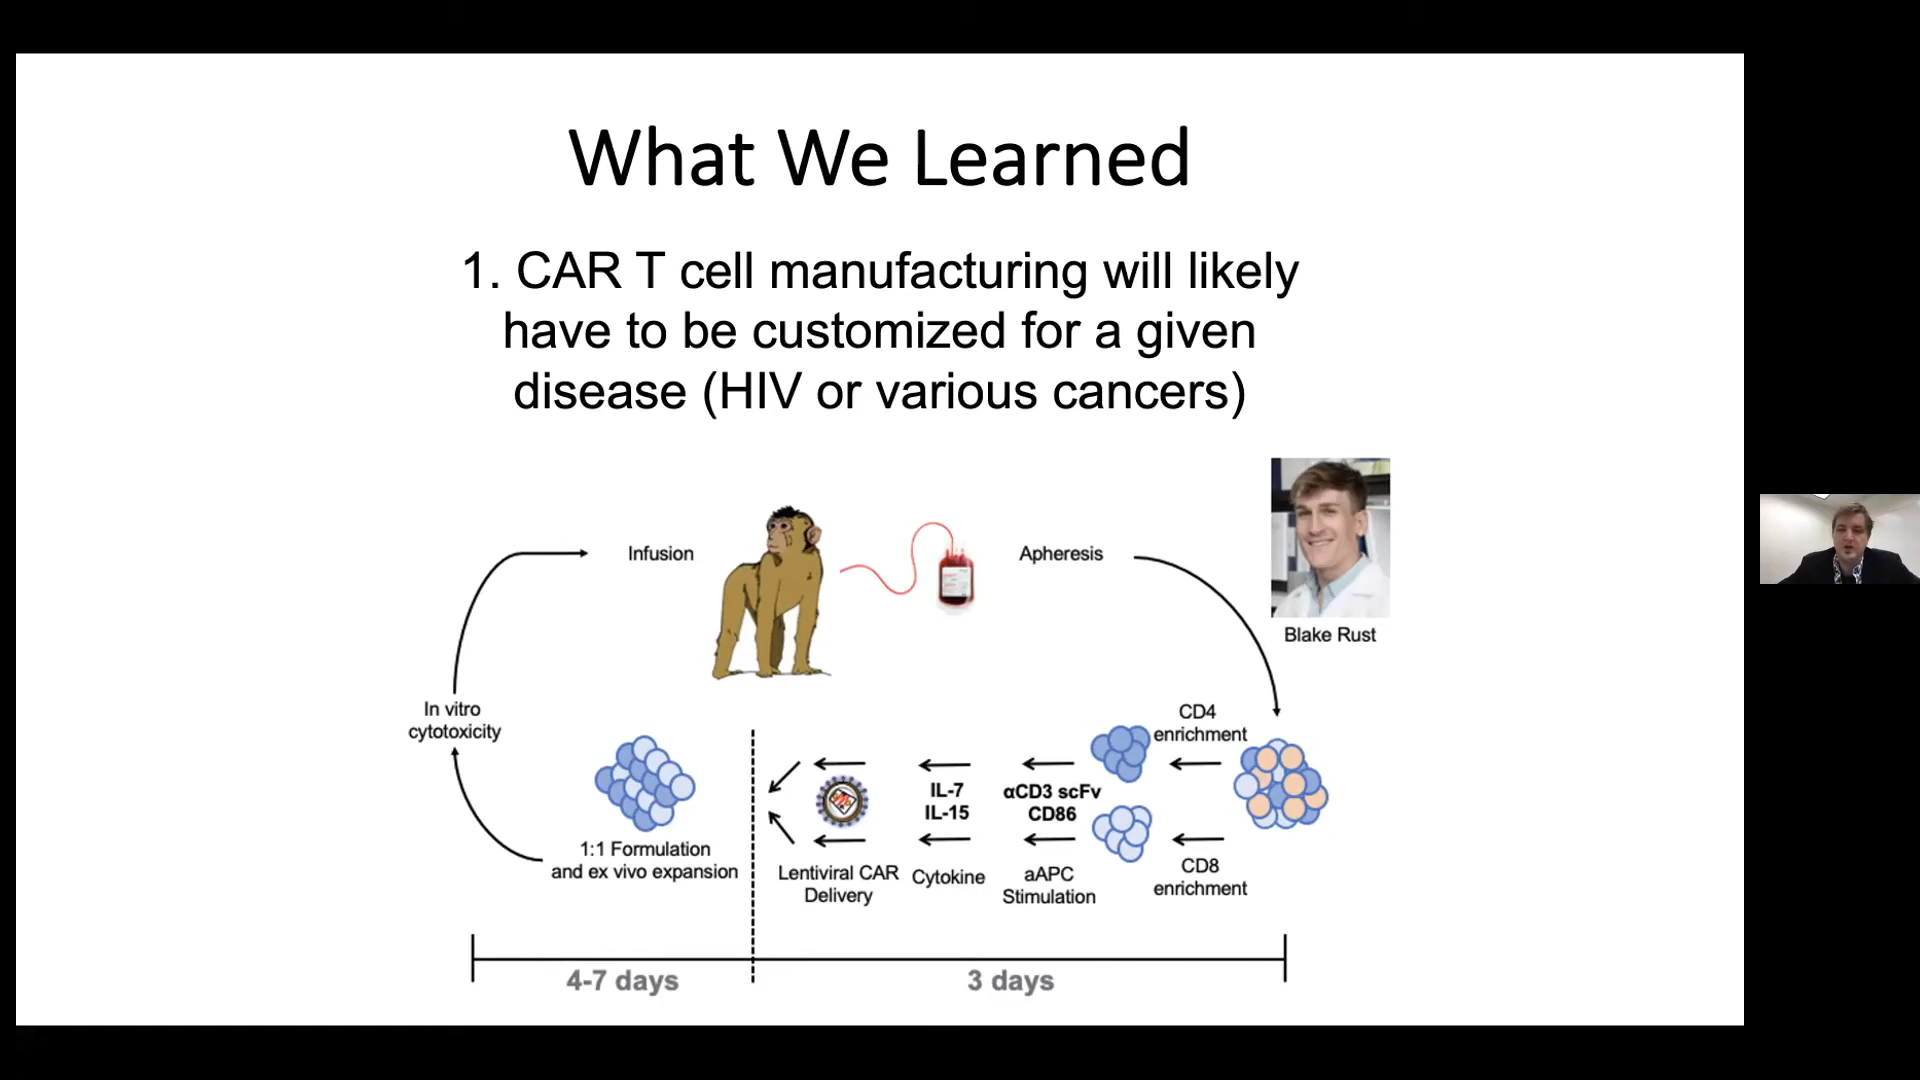 What We Learned
1. CAR T cell manufacturing will likely
have to be customized for a given
disease (HIV or various cancers)
Infusion
Apheresis
Blake Rust
In vitro
cytotoxicity
CD4
enrichment
IL-7
IL-15
αCD3 scFv
CD86
1:1 Formulation
and ex vivo expansion
Lentiviral CAR
Delivery
Cytokine
aAPC
Stimulation
CD8
enrichment
4-7 days
3 days